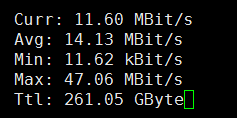 Curr: 11.60 MBit/s
Avg: 14.13 MBit/s
Min: 11.62 kBit/s
Max: 47.06 MBit/s
Ttl: 261.05 GByte